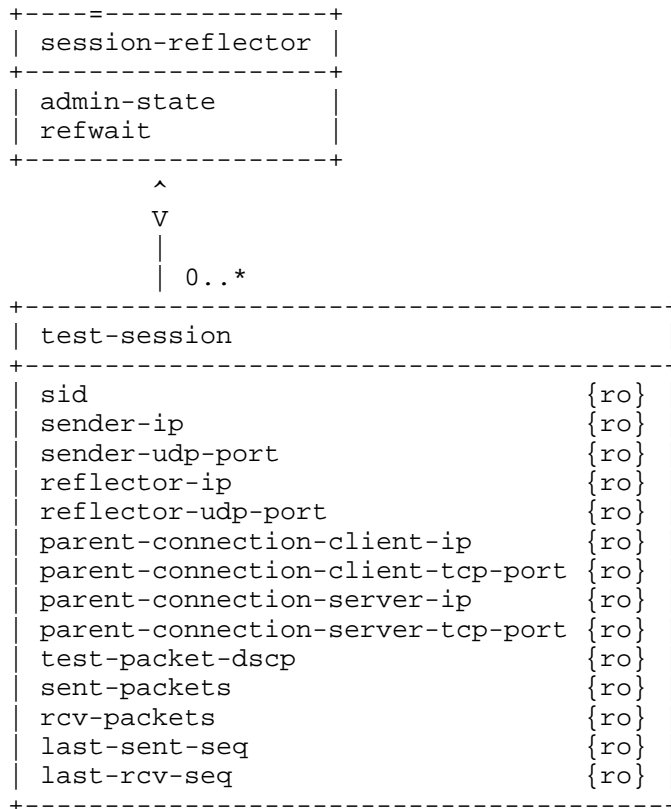 +----=--------------+
| session-reflector |
+-------------------+
| admin-state       |
| refwait           |
+-------------------+
         ^
         V
         |
         | 0..*
+----------------------------------------
| test-session
+----------------------------------------
| sid                              {ro} |
| sender-ip                        {ro} |
| sender-udp-port                  {ro} |
| reflector-ip                     {ro} |
| reflector-udp-port               {ro} |
| parent-connection-client-ip      {ro} |
| parent-connection-client-tcp-port {ro}
| parent-connection-server-ip      {ro} |
| parent-connection-server-tcp-port {ro}
| test-packet-dscp                 {ro} |
| sent-packets                     {ro} |
| rcv-packets                      {ro} |
| last-sent-seq                    {ro} |
| last-rcv-seq                     {ro} |
+----------------------------------------